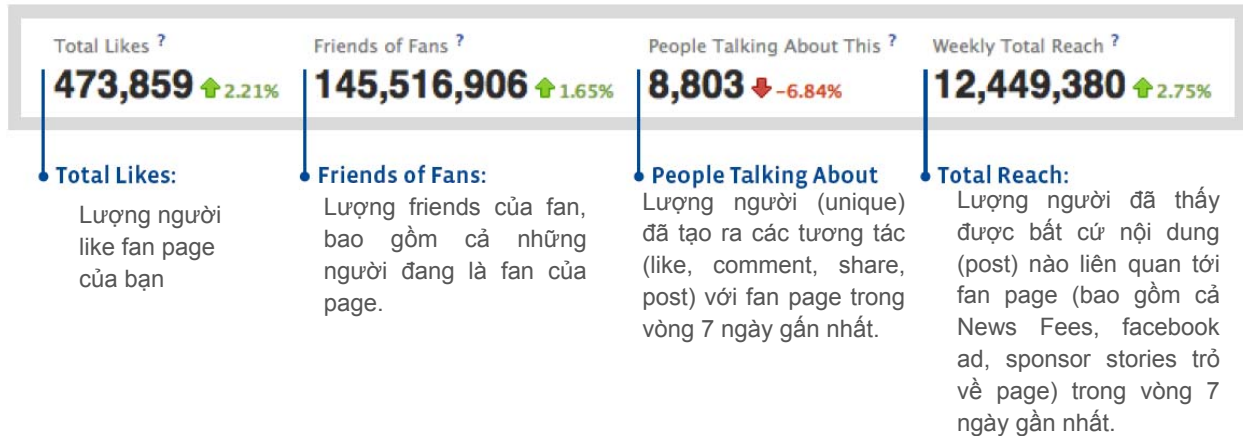 Total Likes ?
473,859 2.21%
Friends of Fans ?
145,516,906 1.65%
People Talking About This ?
8,803 -6.84%
Weekly Total Reach ?
12,449,380 2.75%
Total Likes:
Lượng người
like fan page
của bạn
Friends of Fans:
Lượng friends của fan,
bao gồm cả những
người đang là fan của
page.
People Talking About
Lượng người (unique)
đã tạo ra các tương tác
(like, comment, share,
post) với fan page trong
vòng 7 ngày gấn nhất.
Total Reach:
Lượng người đã thấy
được bất cứ nội dung
(post) nào liên quan tới
fan page (bao gồm cả
News Fees, facebook
ad, sponsor stories trỏ
về page) trong vòng 7
ngày gần nhất.